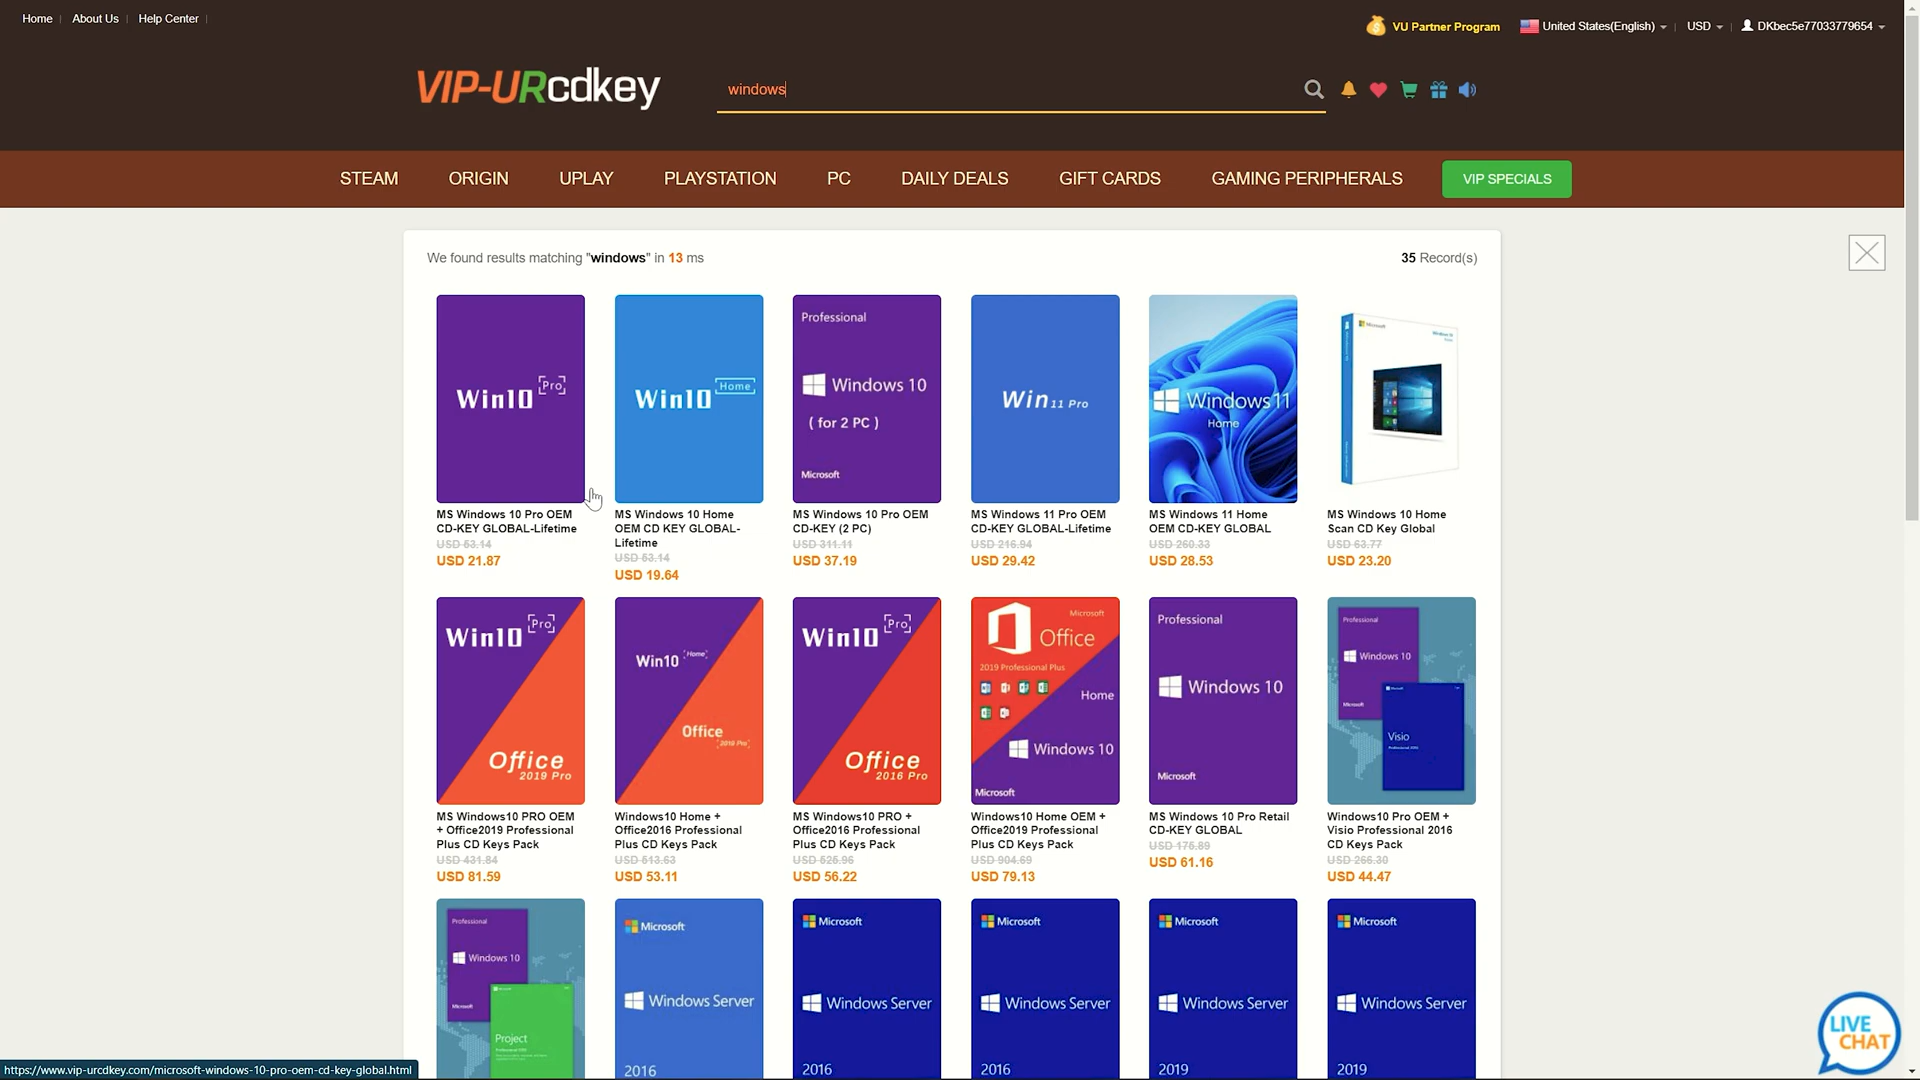 Home
About Us
Help Center
VU Partner Program
United States(English)
USD
DKbec5e77033779654
VIP-URcdkey
windows
STEAM
ORIGIN
UPLAY
PLAYSTATION
PC
DAILY DEALS
GIFT CARDS
GAMING PERIPHERALS
VIP SPECIALS
We found results matching "windows" in 13 ms
35 Record(s)
Win10 Pro
MS Windows 10 Pro OEM
CD-KEY GLOBAL-Lifetime
USD 53.14
USD 21.87
Win10 Home
MS Windows 10 Home
OEM CD KEY GLOBAL-
Lifetime
USD 53.14
USD 19.64
Professional
Windows 10
( for 2 PC )
Microsoft
MS Windows 10 Pro OEM
CD-KEY (2 PC)
USD 311.11
USD 37.19
Win 11 Pro
MS Windows 11 Pro OEM
CD-KEY GLOBAL-Lifetime
USD 216.94
USD 29.42
Windows 11
Home
MS Windows 11 Home
OEM CD-KEY GLOBAL
USD 260.33
USD 28.53
Microsoft
MS Windows 10 Home
Scan CD Key Global
USD 63.77
USD 23.20
Win10 Pro
Office
2019 Pro
MS Windows10 PRO OEM
+ Office2019 Professional
Plus CD Keys Pack
USD 431.84
USD 81.59
Win10 Home
Office
2019 Pro
Windows10 Home +
Office2016 Professional
Plus CD Keys Pack
USD 513.63
USD 53.11
Win10 Pro
Office
2016 Pro
MS Windows10 PRO +
Office2016 Professional
Plus CD Keys Pack
USD 525.96
USD 56.22
Microsoft
Office
2019 Professional Plus
Home
Windows 10
Microsoft
Windows10 Home OEM +
Office2019 Professional
Plus CD Keys Pack
USD 904.69
USD 79.13
Professional
Windows 10
Microsoft
MS Windows 10 Pro Retail
CD-KEY GLOBAL
USD 175.89
USD 61.16
Professional
Windows 10
Microsoft
Visio
Windows10 Pro OEM +
Visio Professional 2016
CD Keys Pack
USD 266.30
USD 44.47
Professional
Windows 10
Microsoft
Project
Microsoft
Windows Server
2016
Microsoft
Windows Server
2016
Microsoft
Windows Server
2016
Microsoft
Windows Server
2019
Microsoft
Windows Server
2019
LIVE
CHAT
https://www.vip-urcdkey.com/microsoft-windows-10-pro-oem-cd-key-global.html